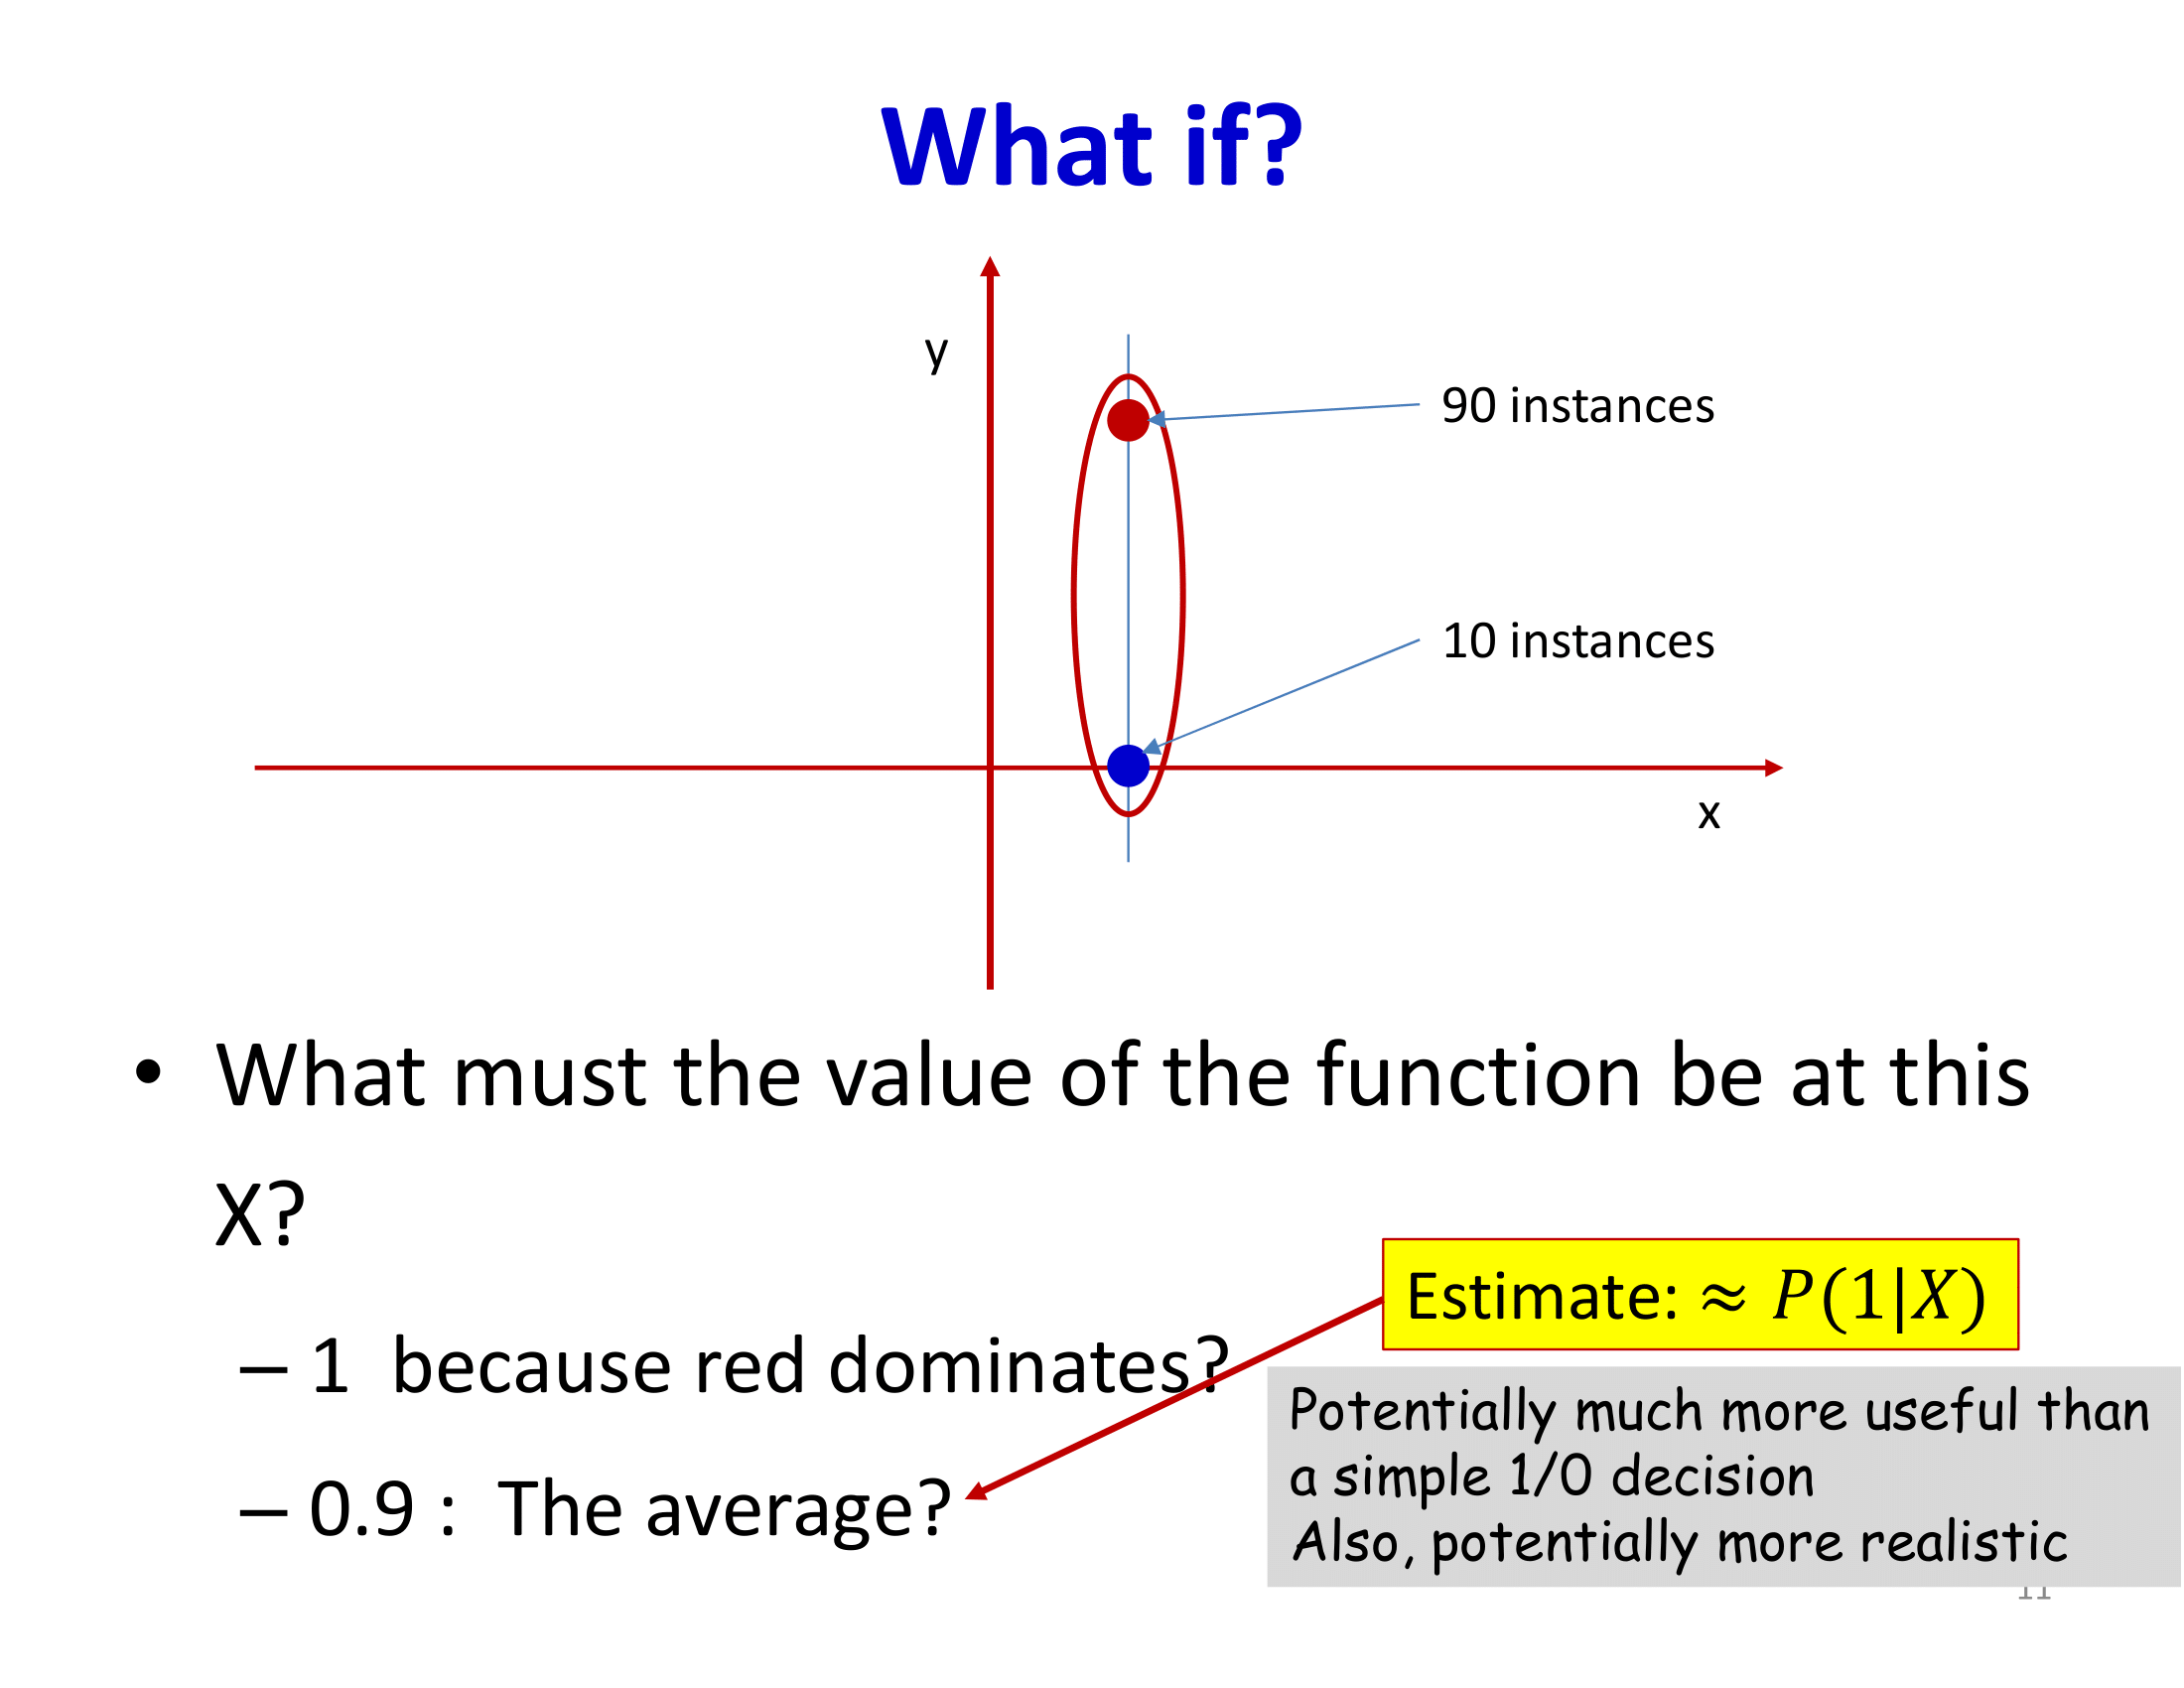 What if?
y
90 instances
10 instances
x
• What must the value of the function be at this
X?
Estimate: ≈ P(1|X)
– 1 because red dominates?
Potentially much more useful than
a simple 1/0 decision
Also, potentially more realistic
– 0.9 : The average?
11